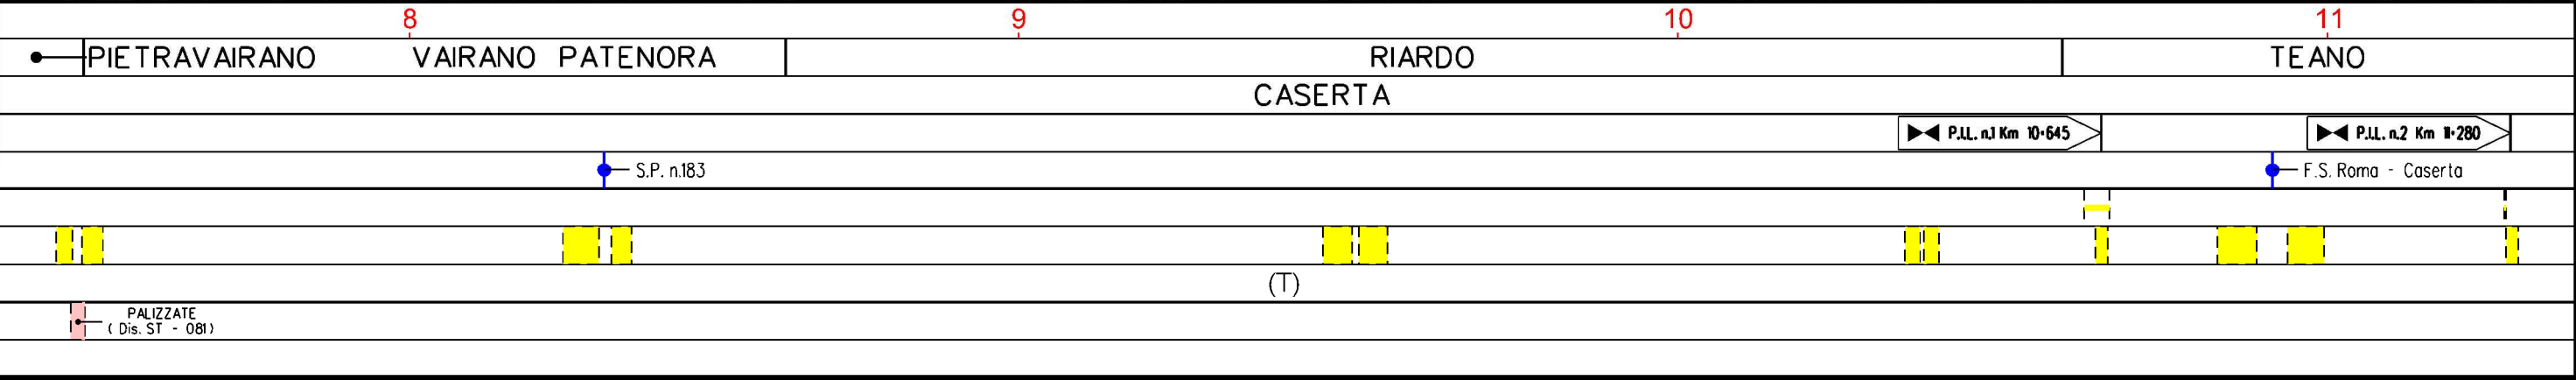 8 9 10 11
PIETRAVAIRANO VAIRANO PATENORA RIARDO TEANO
CASERTA
P.I.L. n.1 Km 10+645 P.I.L. n.2 Km 11+280
S.P. n.183 F.S. Roma - Caserta
(T)
PALIZZATE
( Dis. ST - 081 )